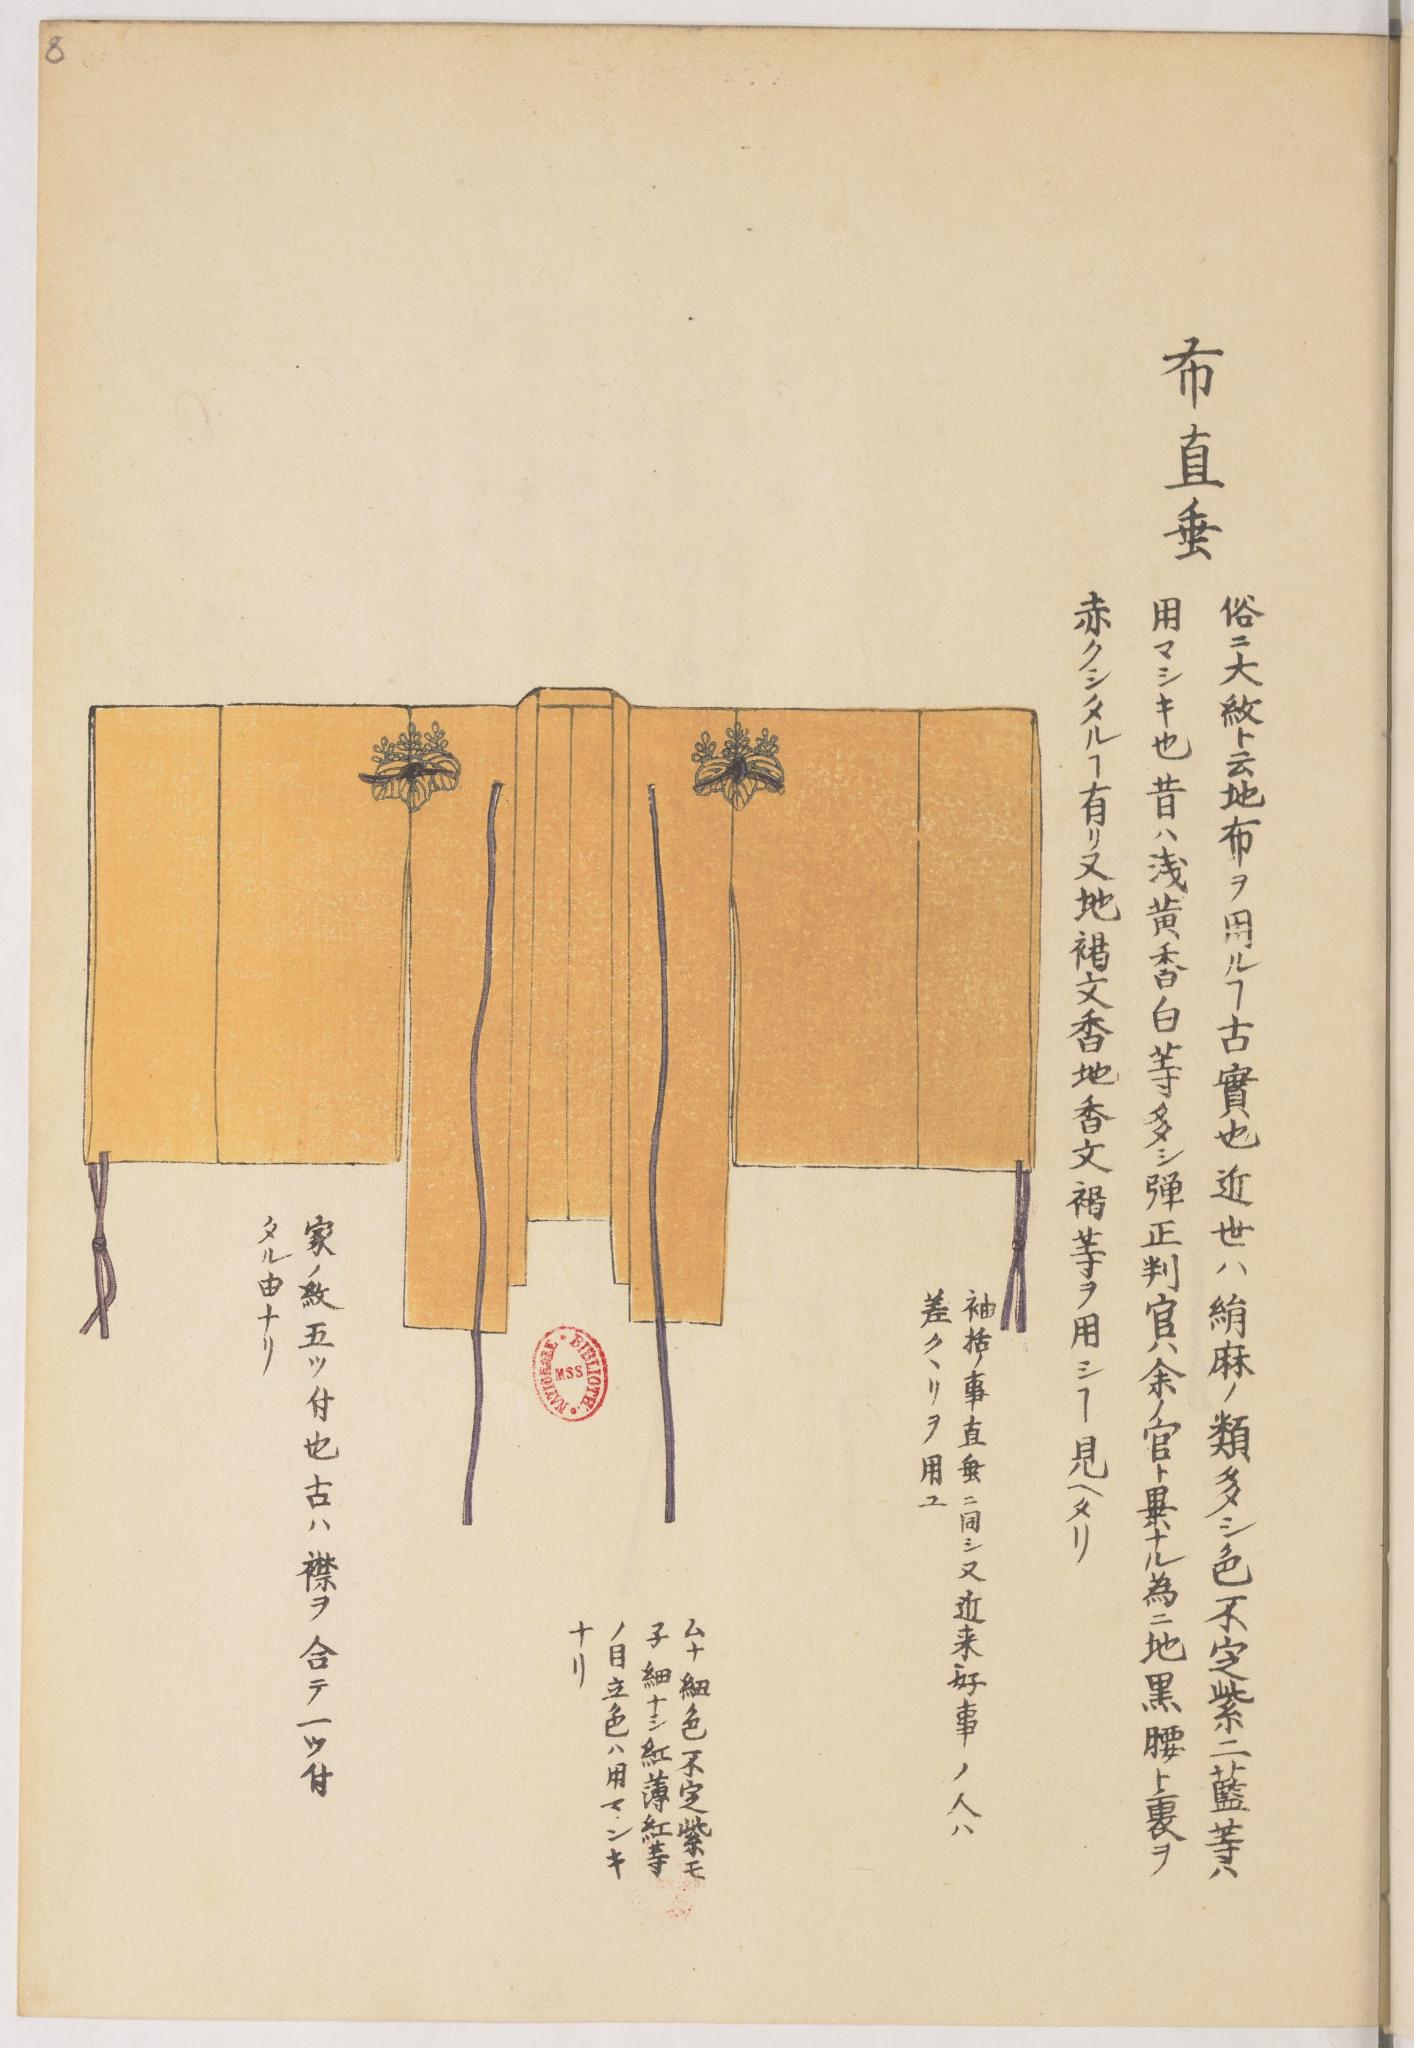 8
布直垂
俗ニ大紋ト云地布ヲ用ルヿ古實也近世ハ絹麻ノ類多シ色不定紫二藍等ハ
用マシキ也昔ハ浅黄香白等多シ弾正判官ハ余ノ官ト異ナル為ニ地黒腰ト裏ヲ
赤クシタルヿ有リ又地褐文香地香文褐等ヲ用シヿ見ヘタリ
袖括ノ事直垂ニ同シ又近来好事ノ人ハ
差クヽリヲ用ユ
ムナ紐色不定紫モ
子細ナシ紅薄紅等
ノ目立色ハ用マシキ
ナリ
家ノ紋五ツ付也古ハ襟ヲ合テ一ツ付
タル由ナリ
BIBLIOTH. NATIONALE
MSS